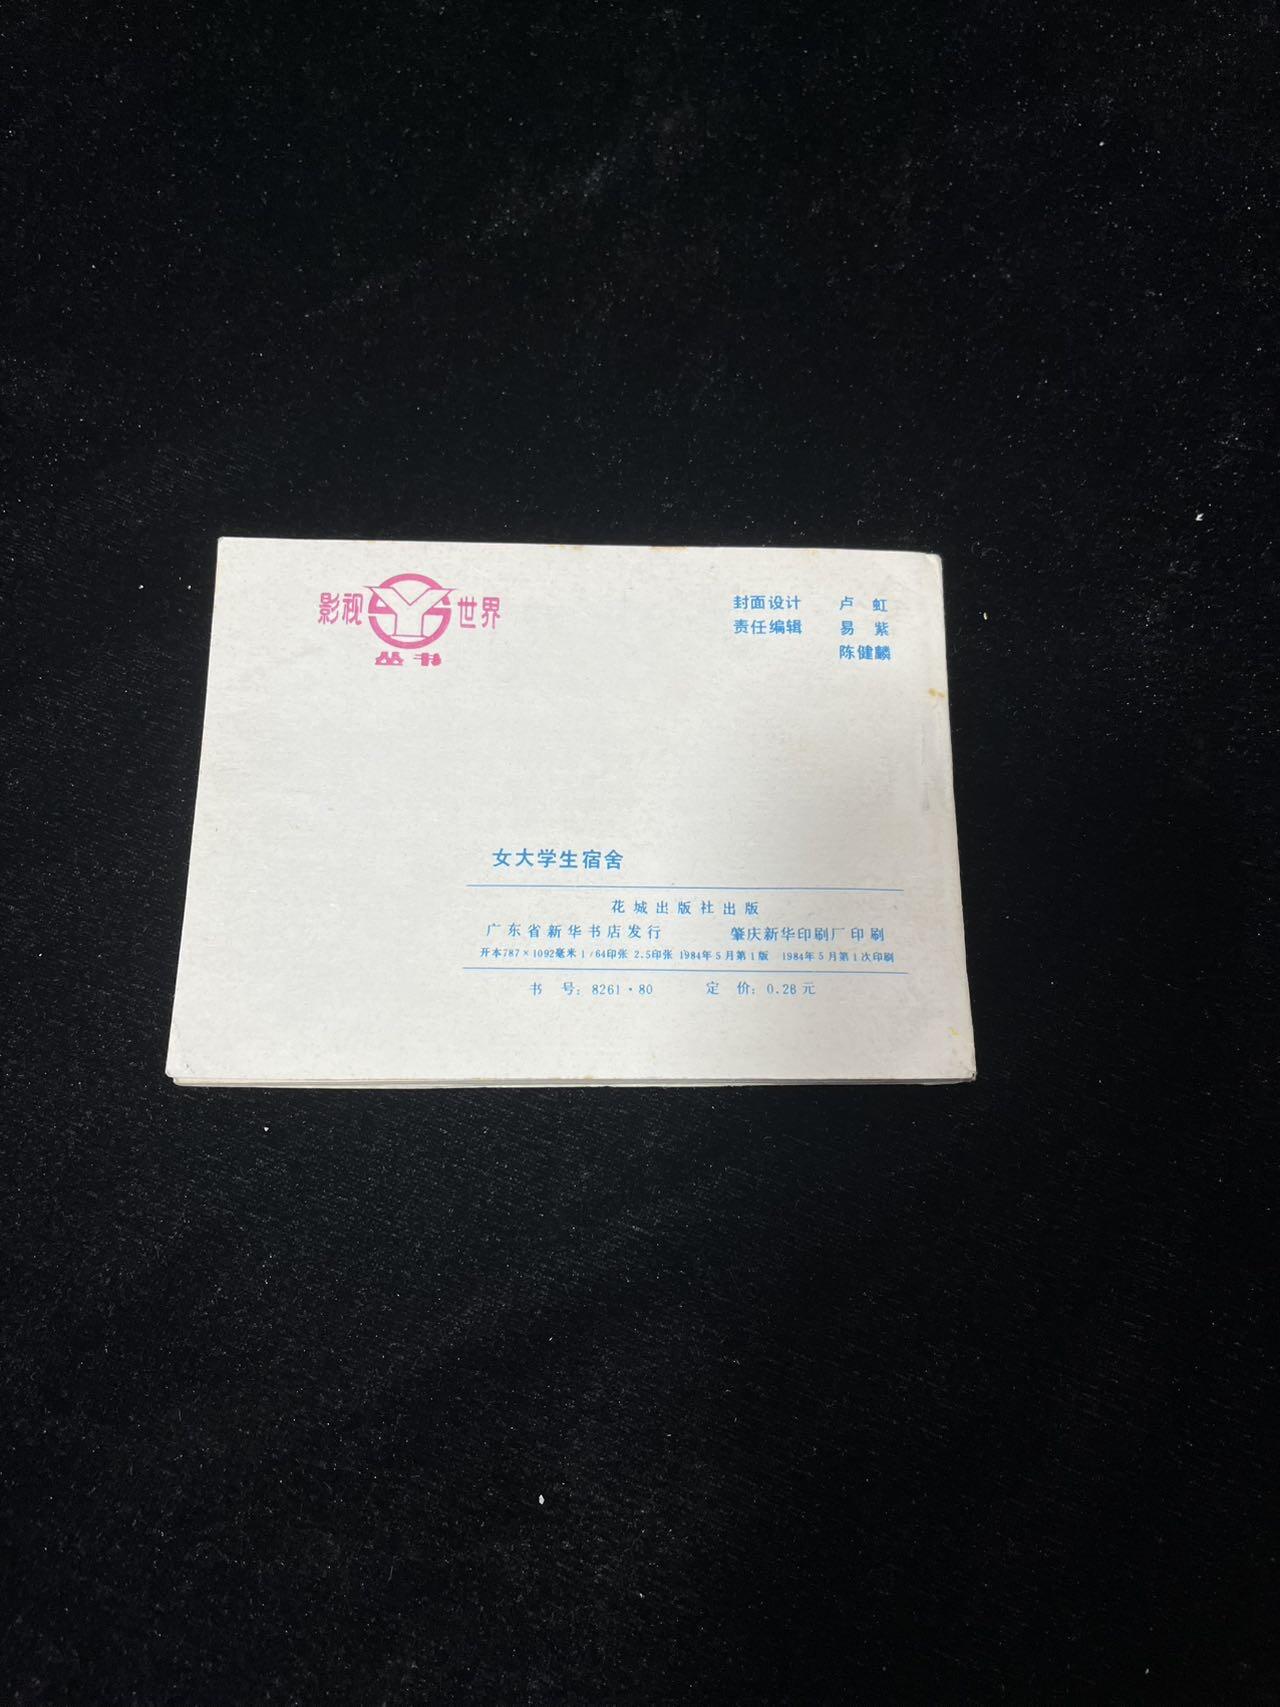 影视 世界
丛书
封面设计 卢 虹
责任编辑 易 紫
陈健麟
女大学生宿舍
花城出版社出版
广东省新华书店发行 肇庆新华印刷厂印刷
开本787×1092毫米 1/64印张 2.5印张 1984年5月第1版 1984年5月第1次印刷
书 号：8261·80 定 价：0.28元